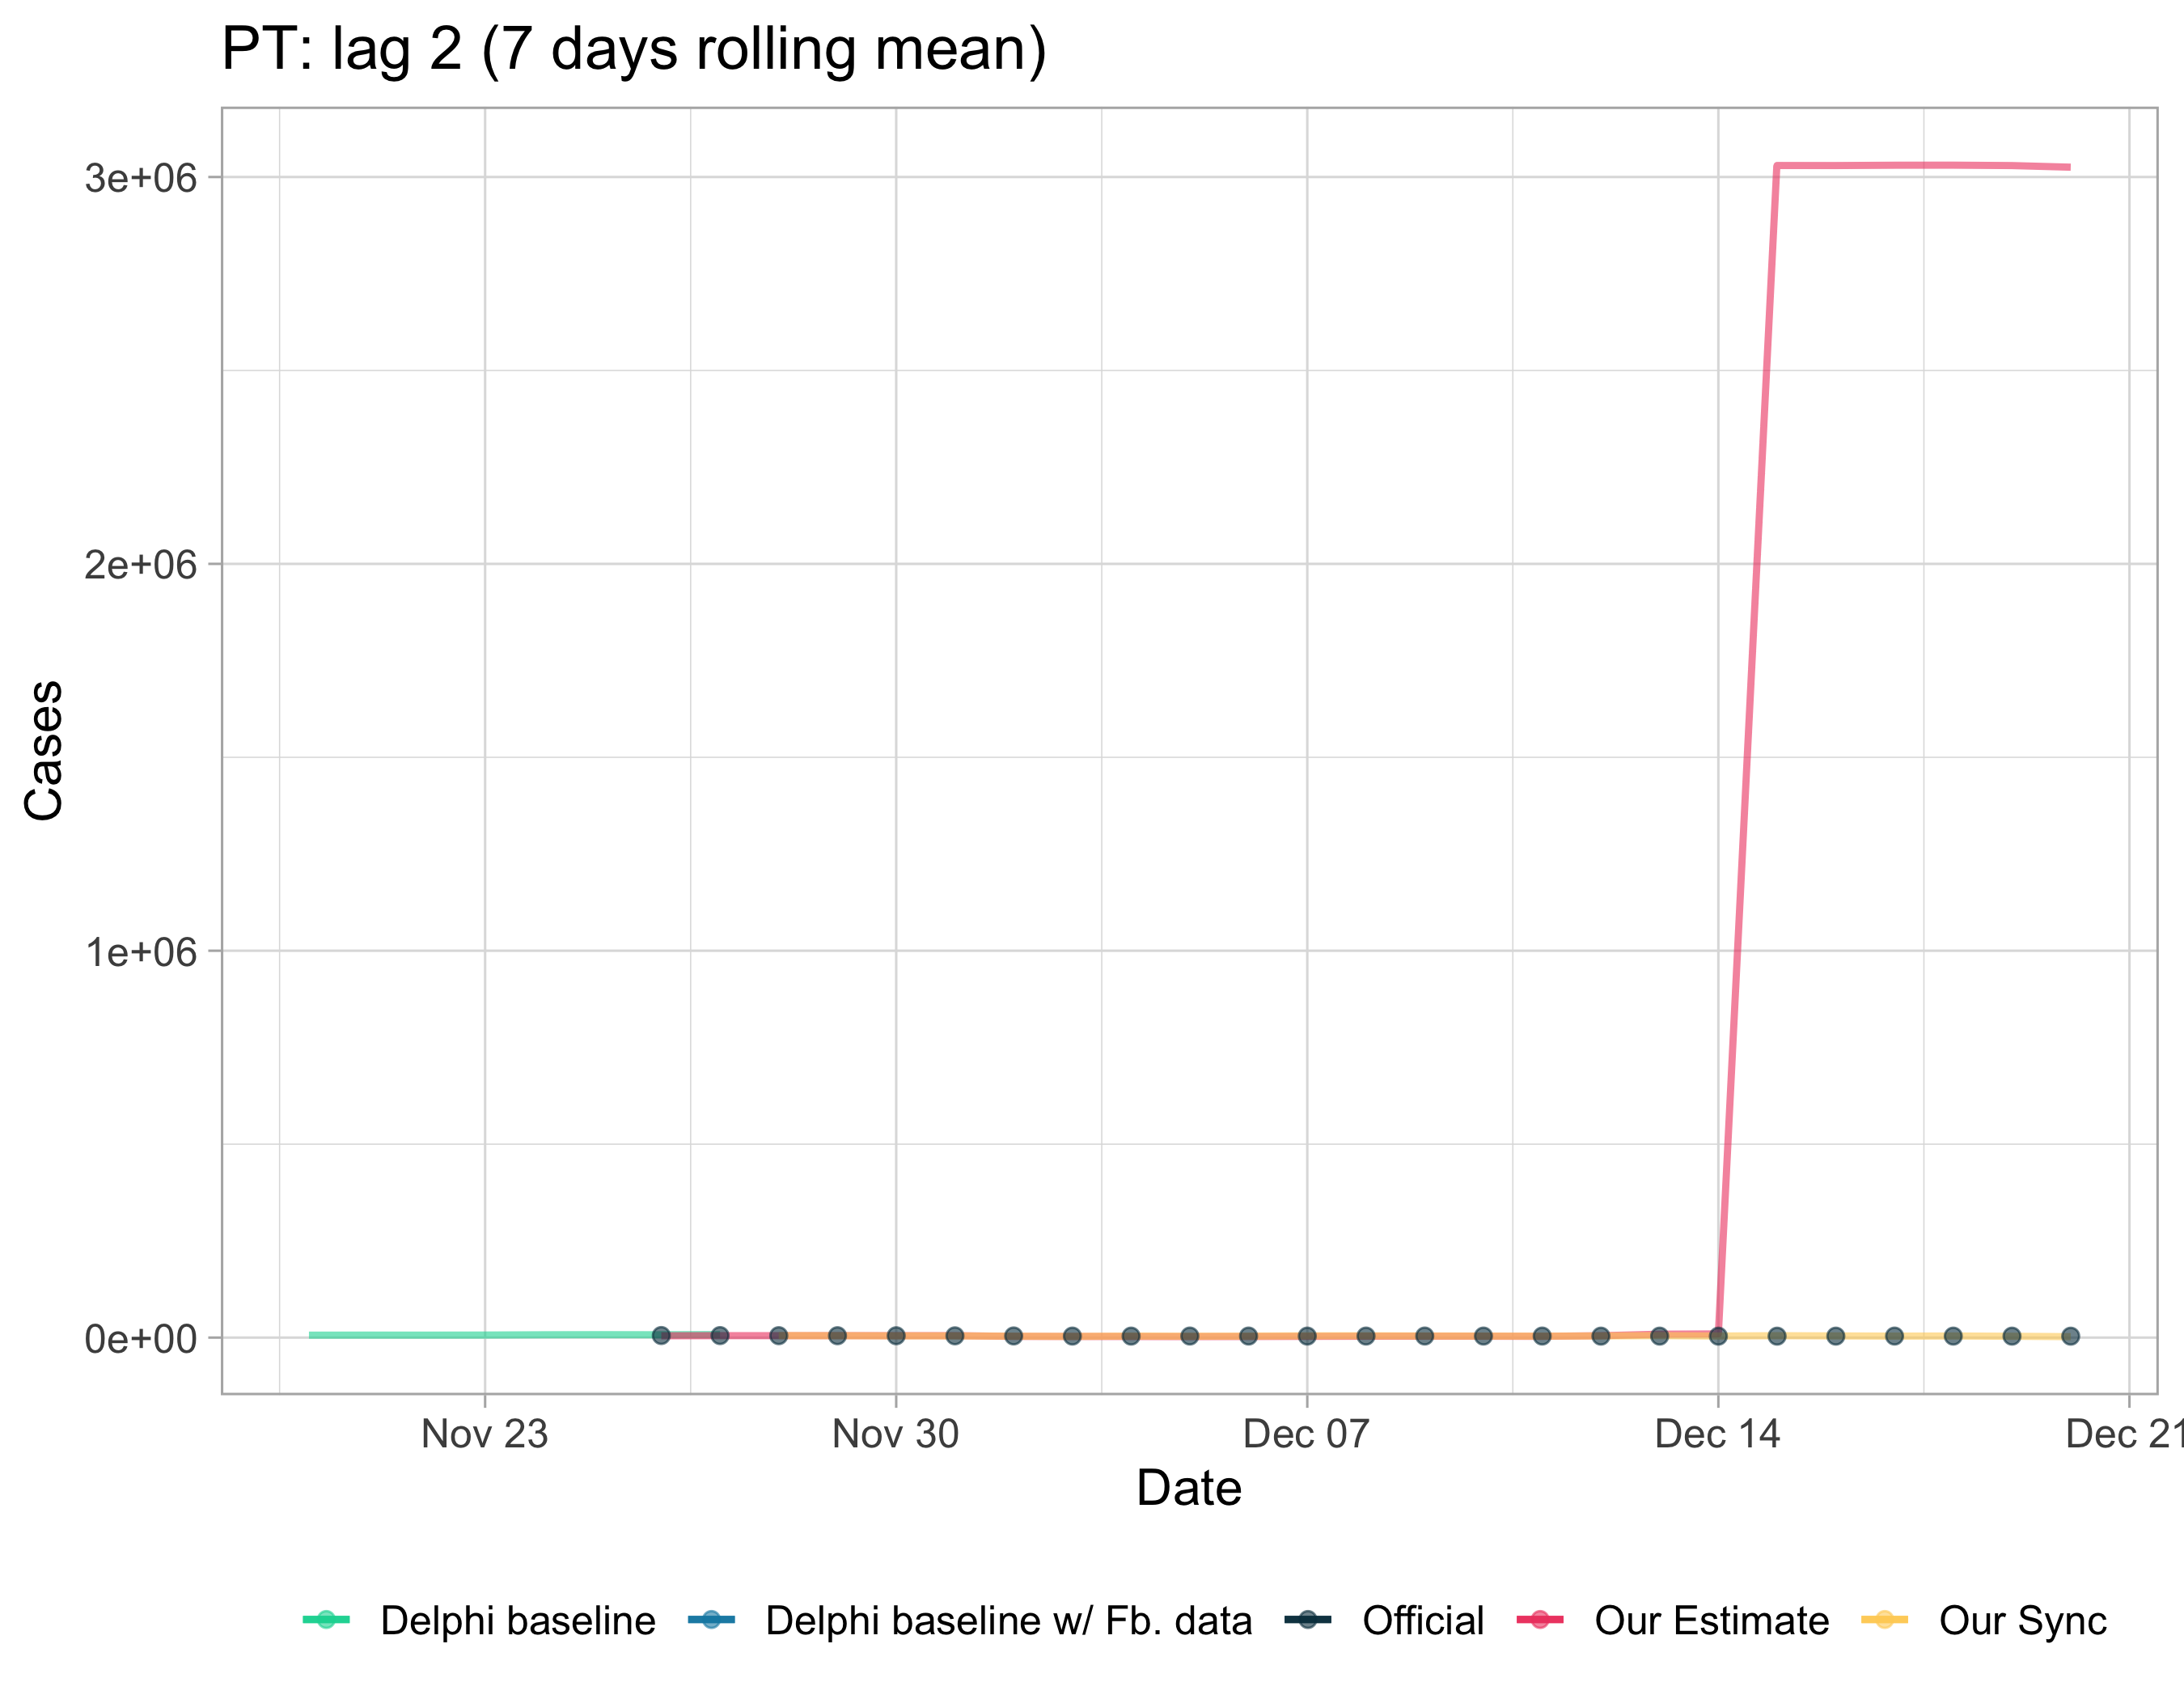 PT: lag 2 (7 days rolling mean)
3e+06
2e+06
1e+06
0e+00
Cases
Nov 23 Nov 30 Dec 07 Dec 14 Dec 21
Date
Delphi baseline Delphi baseline w/ Fb. data Official Our Estimate Our Sync